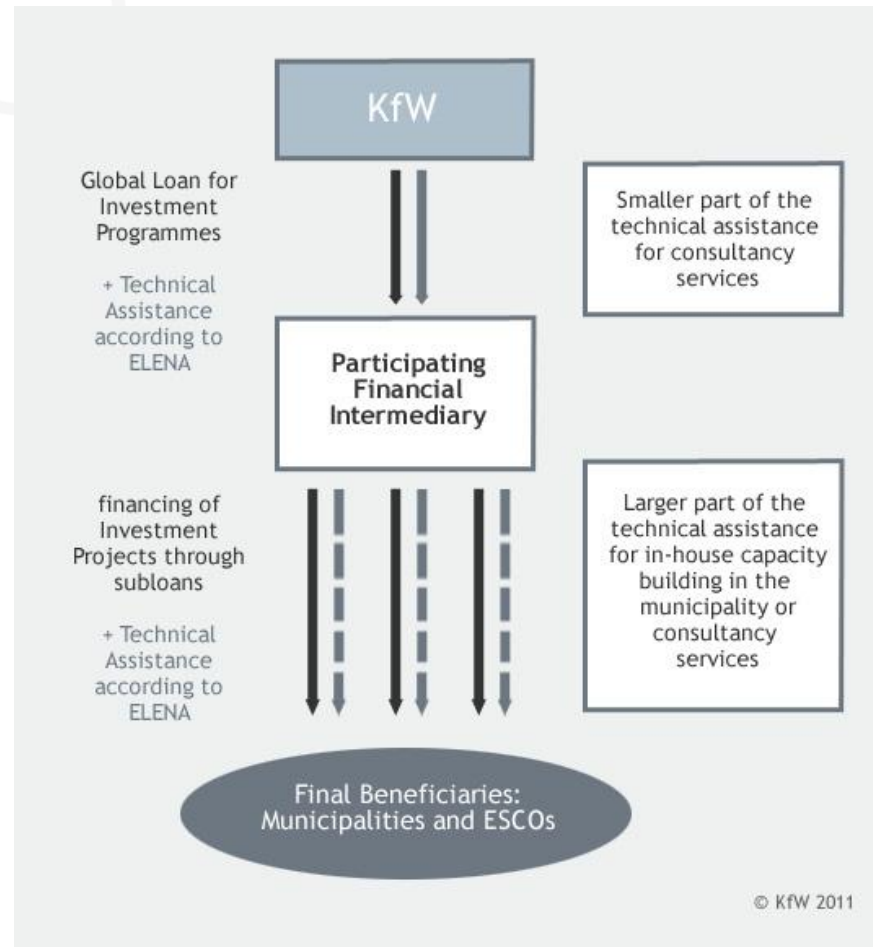 KfW
Global Loan for
Investment
Programmes
+ Technical
Assistance
according to
ELENA
Smaller part of the
technical assistance
for consultancy
services
Participating
Financial
Intermediary
financing of
Investment
Projects through
subloans
+ Technical
Assistance
according to
ELENA
Larger part of the
technical assistance
for in-house capacity
building in the
municipality or
consultancy
services
Final Beneficiaries:
Municipalities and ESCOs
© KfW 2011